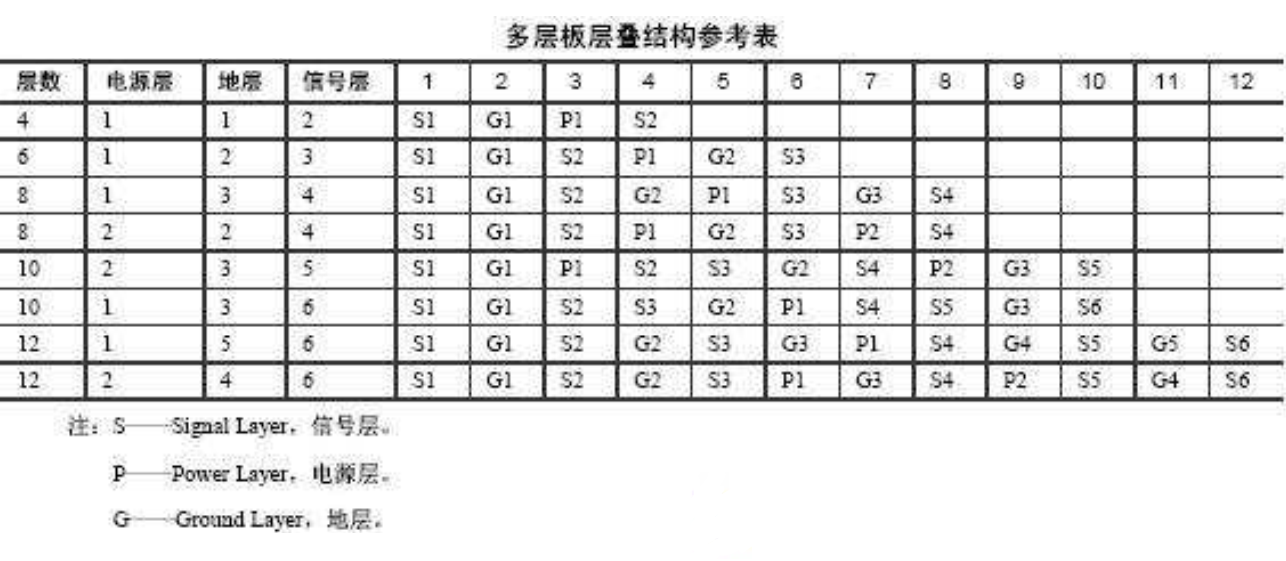 多层板层叠结构参考表
层数 电源层 地层 信号层 1 2 3 4 5 6 7 8 9 10 11 12
4 1 1 2 S1 G1 P1 S2
6 1 2 3 S1 G1 S2 P1 G2 S3
8 1 3 4 S1 G1 S2 G2 P1 S3 G3 S4
8 2 2 4 S1 G1 S2 P1 G2 S3 P2 S4
10 2 3 5 S1 G1 P1 S2 S3 G2 S4 P2 G3 S5
10 1 3 6 S1 G1 S2 S3 G2 P1 S4 S5 G3 S6
12 1 5 6 S1 G1 S2 G2 S3 G3 P1 S4 G4 S5 G5 S6
12 2 4 6 S1 G1 S2 G2 S3 P1 G3 S4 P2 S5 G4 S6
注：S——Signal Layer，信号层。
P——Power Layer，电源层。
G——Ground Layer，地层。